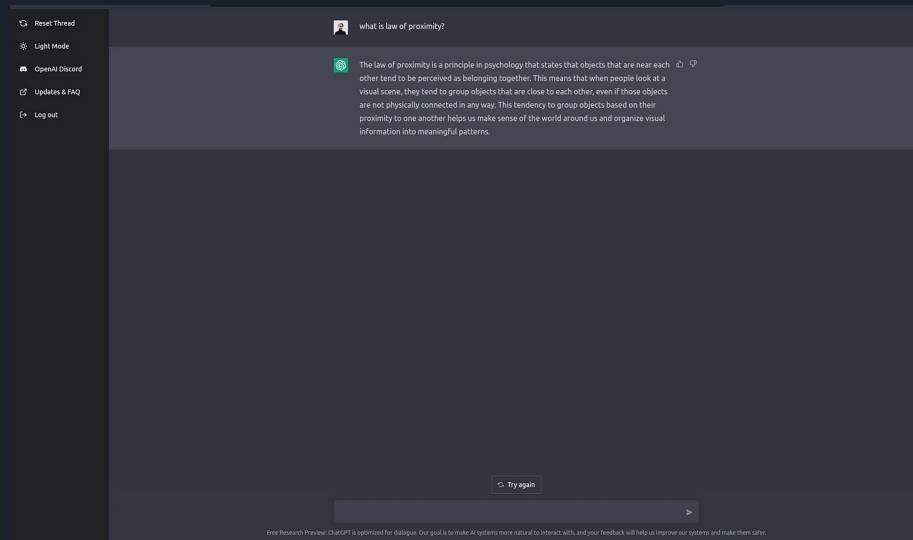 Reset Thread
Light Mode
OpenAI Discord
Updates & FAQ
Log out
what is law of proximity?
The law of proximity is a principle in psychology that states that objects that are near each
other tend to be perceived as belonging together. This means that when people look at a
visual scene, they tend to group objects that are close to each other, even if those objects
are not physically connected in any way. This tendency to group objects based on their
proximity to one another helps us make sense of the world around us and organize visual
information into meaningful patterns.
Try again
Free Research Preview: ChatGPT is optimized for dialogue. Our goal is to make AI systems more natural to interact with, and your feedback will help us improve our systems and make them safer.